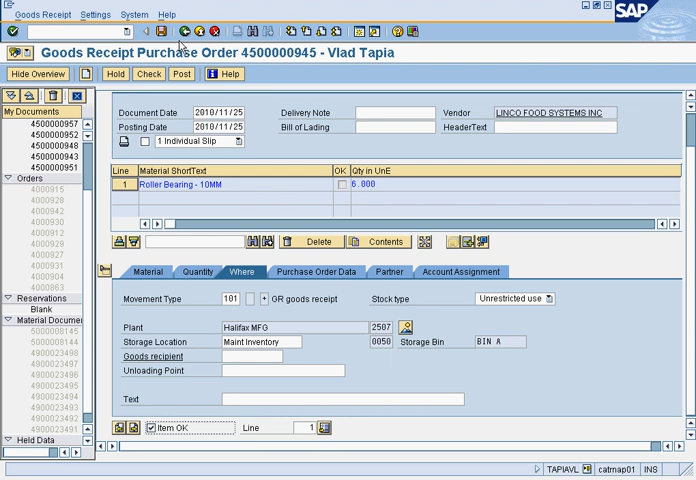 Goods Receipt Settings System Help
SAP
Goods Receipt Purchase Order 4500000945 - Vlad Tapia
Hide Overview Hold Check Post Help
My Documents
4500000957
4500000952
4500000948
4500000943
4500000951
Orders
4000915
4000928
4000942
4000930
4000912
4000929
4000927
4000931
4000904
4000863
Reservations
Blank
Material Documen
5000008145
5000008144
4900023498
4900023497
4900023496
4900023494
4900023493
4900023492
4900023491
Held Data
Document Date 2010/11/25 Delivery Note Vendor LINCO FOOD SYSTEMS INC
Posting Date 2010/11/25 Bill of Lading HeaderText
1 Individual Slip
Line Material ShortText OK Qty in UnE
1 Roller Bearing - 10MM 6.000
Delete Contents
Material Quantity Where Purchase Order Data Partner Account Assignment
Movement Type 101 + GR goods receipt Stock type Unrestricted use
Plant Halifax MFG 2507
Storage Location Maint Inventory 0050 Storage Bin BIN A
Goods recipient
Unloading Point
Text
Item OK Line 1
TAPIAVL catrnap01 INS